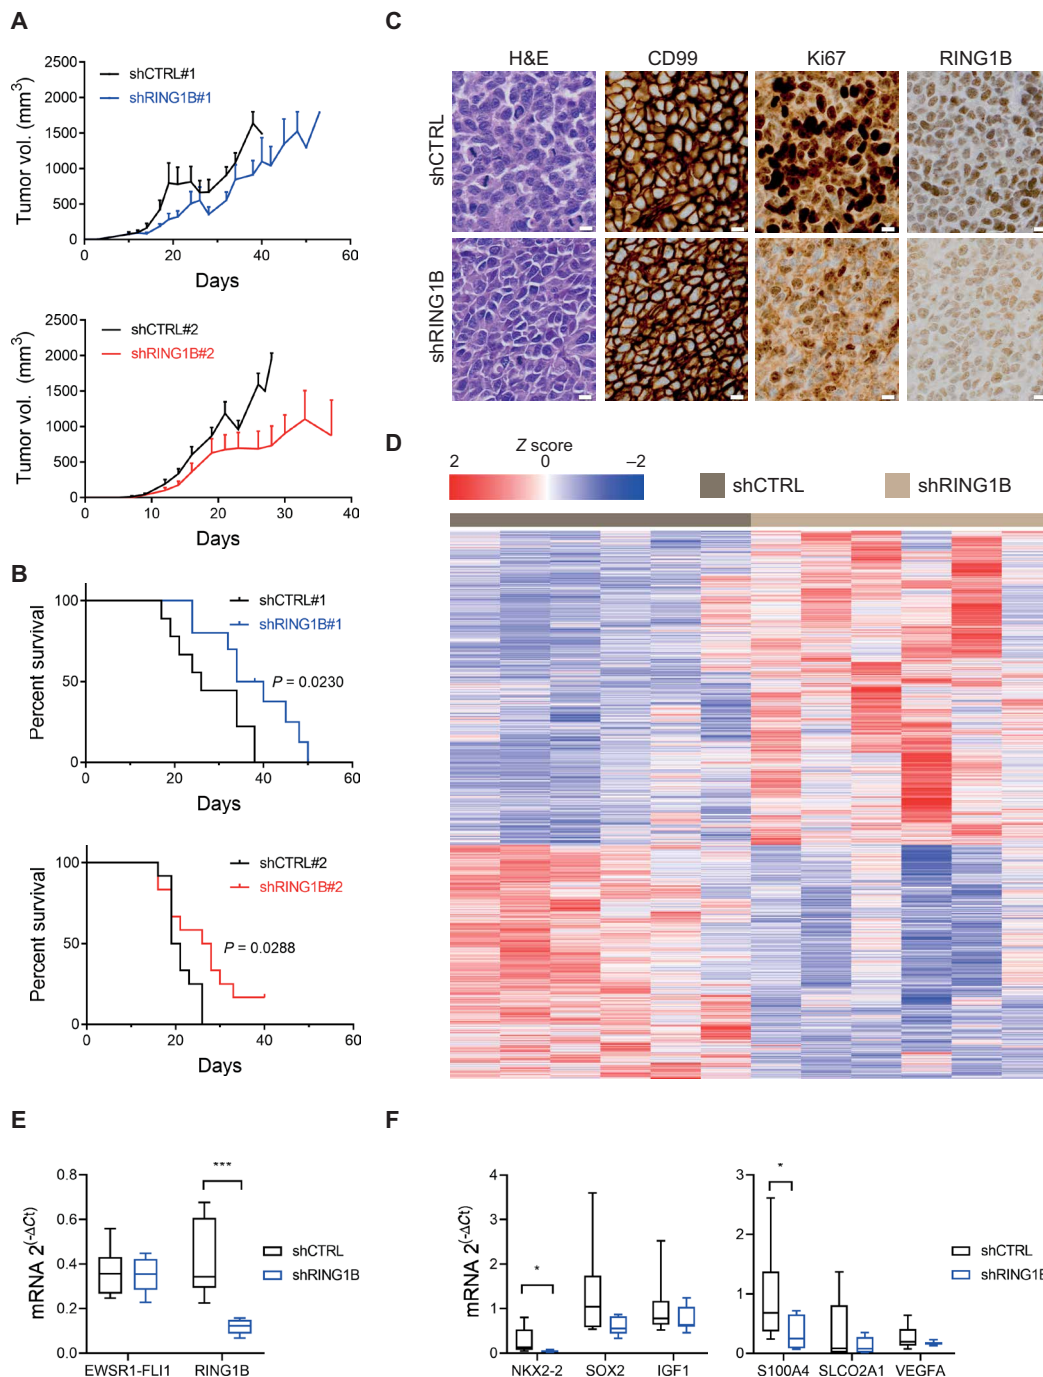 A
2500
2000
1500
1000
500
0
Tumor vol. (mm3)
shCTRL#1
shRING1B#1
0 20 40 60
Days
2500
2000
1500
1000
500
0
Tumor vol. (mm3)
shCTRL#2
shRING1B#2
0 10 20 30 40
Days
B
100
50
0
Percent survival
shCTRL#1
shRING1B#1
P = 0.0230
0 20 40 60
Days
100
50
0
Percent survival
shCTRL#2
shRING1B#2
P = 0.0288
0 20 40 60
Days
C
H&E CD99 Ki67 RING1B
shCTRL
shRING1B
D
Z score
2 0 –2
shCTRL shRING1B
E
0.8
0.6
0.4
0.2
0.0
mRNA 2(-ΔCt)
***
shCTRL
shRING1B
EWSR1-FLI1 RING1B
F
4
3
2
1
0
mRNA 2(-ΔCt)
*
NKX2-2 SOX2 IGF1
3
2
1
0
*
S100A4 SLCO2A1 VEGFA
shCTRL
shRING1B